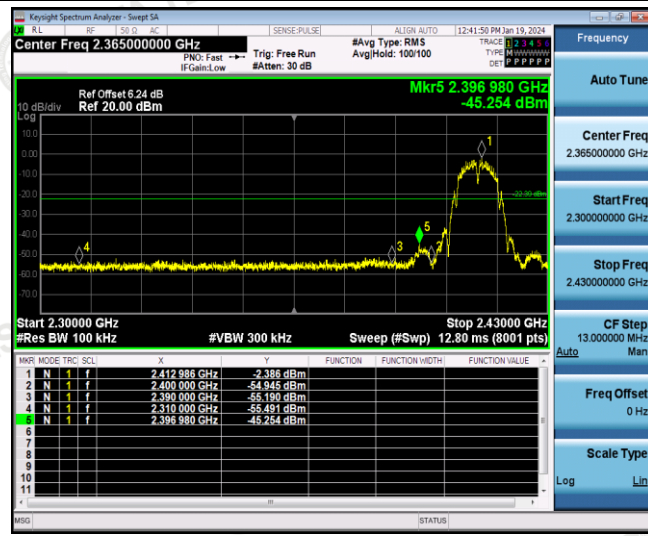 Keysight Spectrum Analyzer - Swept SA
RL RF 50 Ω AC SENSE:PULSE ALIGN AUTO 12:41:50 PM Jan 19, 2024
Center Freq 2.365000000 GHz
PNO: Fast
IFGain:Low
Trig: Free Run
#Atten: 30 dB
#Avg Type: RMS
Avg|Hold: 100/100
TRACE 1 2 3 4 5 6
TYPE M
DET P P P P P P
Ref Offset 6.24 dB
Ref 20.00 dBm
10 dB/div
Log
Mkr5 2.396 980 GHz
-45.254 dBm
10.0
0.00
-10.0
-20.0
-30.0
-40.0
-50.0
-60.0
-70.0
1
-22.39 dBm
5
4
3
2
Start 2.30000 GHz
Stop 2.43000 GHz
#Res BW 100 kHz #VBW 300 kHz Sweep (#Swp) 12.80 ms (8001 pts)
MKR MODE TRC SCL X Y FUNCTION FUNCTION WIDTH FUNCTION VALUE
1 N 1 f 2.412 986 GHz -2.386 dBm
2 N 1 f 2.400 000 GHz -54.945 dBm
3 N 1 f 2.390 000 GHz -55.190 dBm
4 N 1 f 2.310 000 GHz -55.491 dBm
5 N 1 f 2.396 980 GHz -45.254 dBm
6
7
8
9
10
11
MSG STATUS
Frequency
Auto Tune
Center Freq
2.365000000 GHz
Start Freq
2.300000000 GHz
Stop Freq
2.430000000 GHz
CF Step
13.000000 MHz
Auto Man
Freq Offset
0 Hz
Scale Type
Log Lin